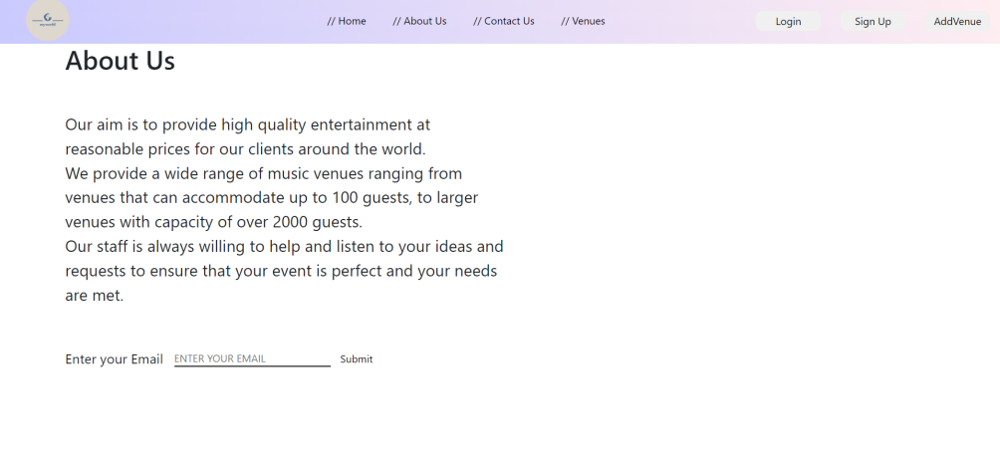 // Home // About Us // Contact Us // Venues Login Sign Up AddVenue
About Us
Our aim is to provide high quality entertainment at
reasonable prices for our clients around the world.
We provide a wide range of music venues ranging from
venues that can accommodate up to 100 guests, to larger
venues with capacity of over 2000 guests.
Our staff is always willing to help and listen to your ideas and
requests to ensure that your event is perfect and your needs
are met.
Enter your Email ENTER YOUR EMAIL Submit